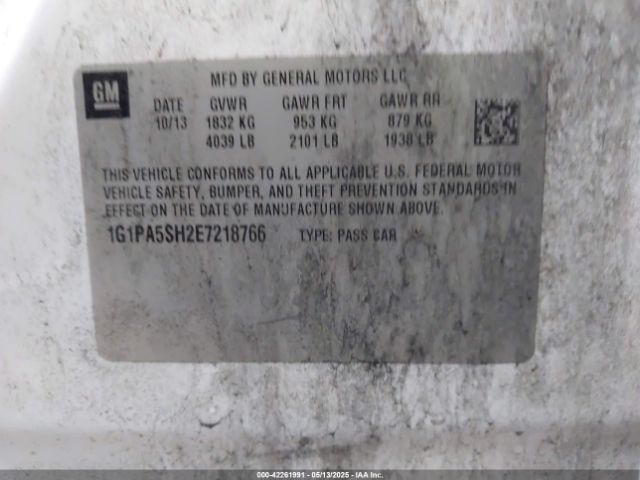 GM
MFD BY GENERAL MOTORS LLC
DATE GVWR GAWR FRT GAWR RR
10/13 1832 KG 953 KG 879 KG
4039 LB 2101 LB 1938 LB
THIS VEHICLE CONFORMS TO ALL APPLICABLE U.S. FEDERAL MOTOR
VEHICLE SAFETY, BUMPER, AND THEFT PREVENTION STANDARDS IN
EFFECT ON THE DATE OF MANUFACTURE SHOWN ABOVE.
1G1PA5SH2E7218766 TYPE: PASS CAR
000-42261991 - 05/13/2025 - IAA Inc.